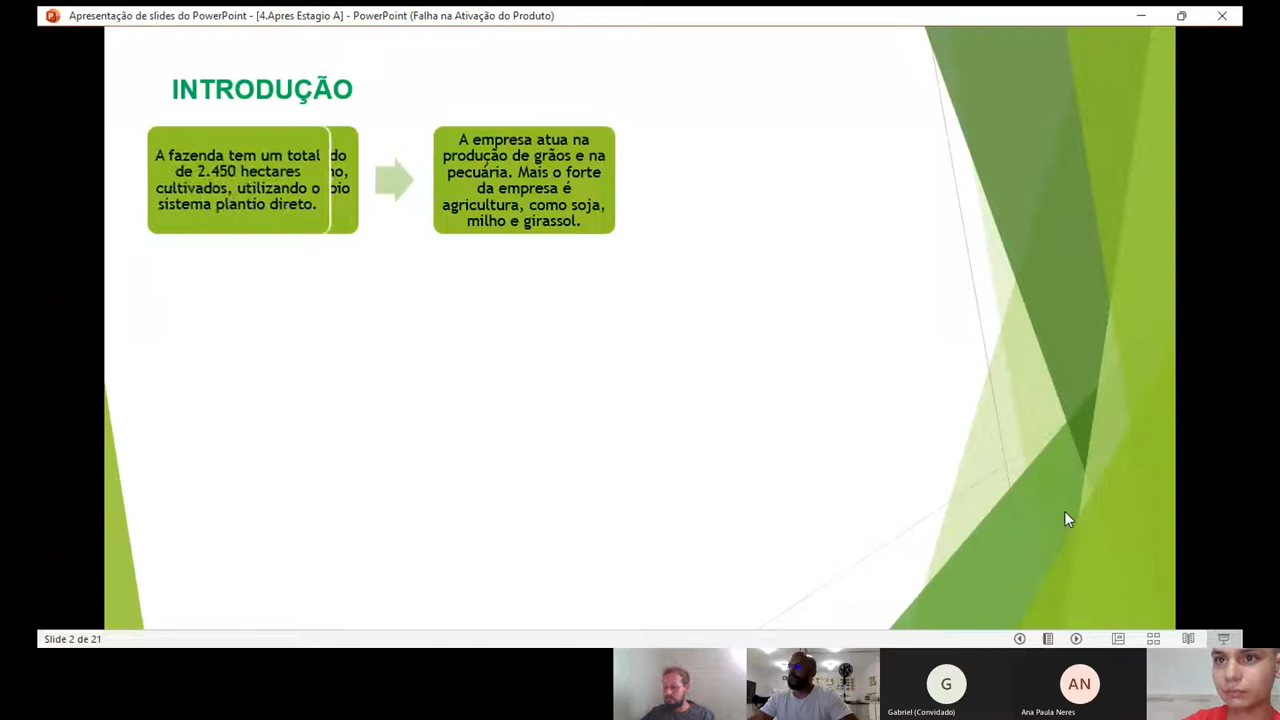 Apresentação de slides do PowerPoint - [4.Apres Estagio A] - PowerPoint (Falha na Ativação do Produto)
INTRODUÇÃO
A fazenda tem um total
de 2.450 hectares
cultivados, utilizando o
sistema plantio direto.
A empresa atua na
produção de grãos e na
pecuária. Mais o forte
da empresa é
agricultura, como soja,
milho e girassol.
Slide 2 de 21
G
Gabriel (Convidado)
AN
Ana Paula Neres